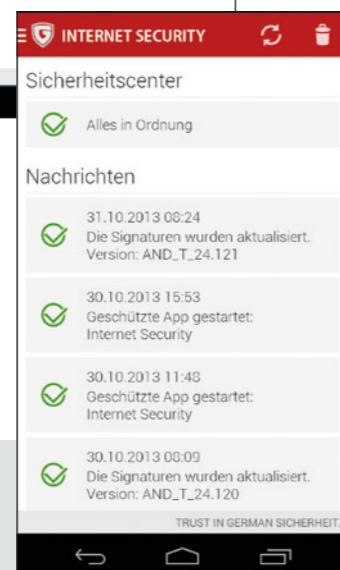 INTERNET SECURITY
Sicherheitscenter
Alles in Ordnung
Nachrichten
31.10.2013 08:24
Die Signaturen wurden aktualisiert.
Version: AND_T_24.121
30.10.2013 15:53
Geschützte App gestartet:
Internet Security
30.10.2013 11:48
Geschützte App gestartet:
Internet Security
30.10.2013 08:09
Die Signaturen wurden aktualisiert.
Version: AND_T_24.120
TRUST IN GERMAN SICHERHEIT.